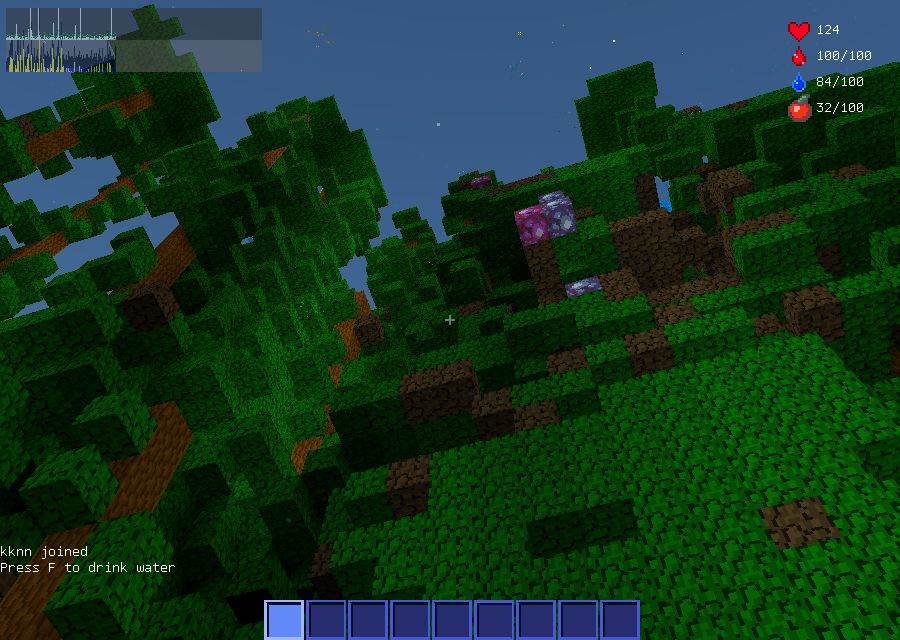 124
100/100
84/100
32/100
kknn joined
Press F to drink water